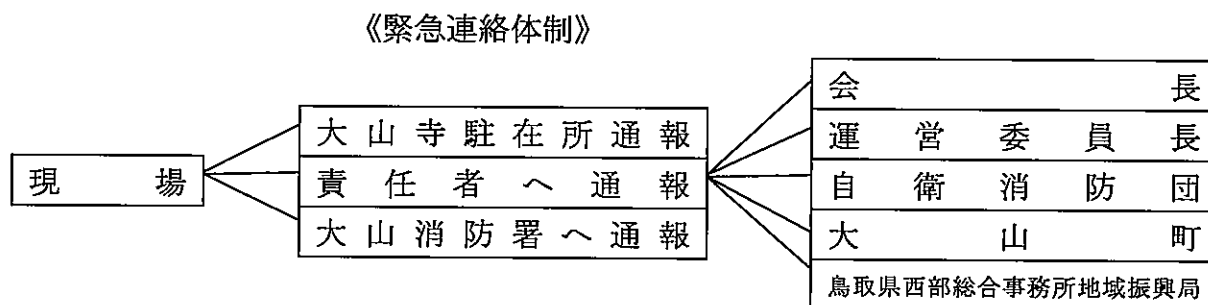 《緊急連絡体制》
現場
大山寺駐在所通報
責任者へ通報
大山消防署へ通報
会長
運営委員長
自衛消防団
大山町
鳥取県西部総合事務所地域振興局